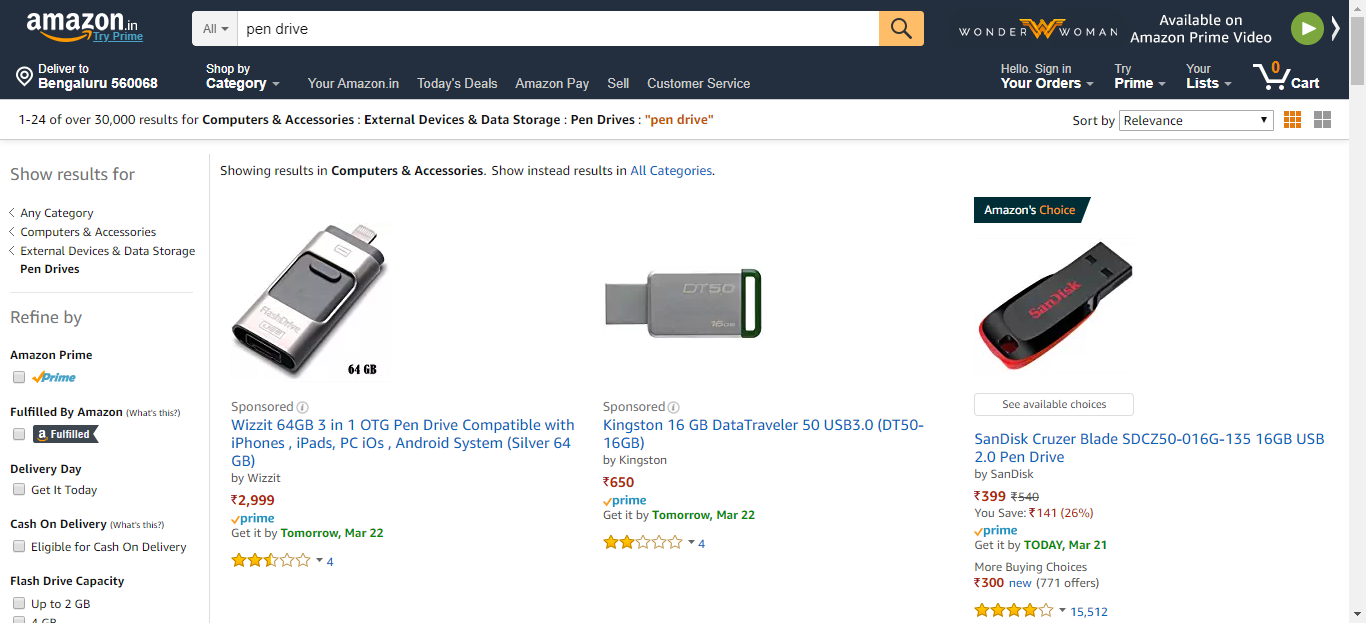 amazon.in
Try Prime
All
pen drive
WONDER WOMAN
Available on
Amazon Prime Video
Deliver to
Bengaluru 560068
Shop by
Category
Your Amazon.in
Today's Deals
Amazon Pay
Sell
Customer Service
Hello. Sign in
Your Orders
Try
Prime
Your
Lists
0
Cart
1-24 of over 30,000 results for Computers & Accessories : External Devices & Data Storage : Pen Drives : "pen drive"
Sort by
Relevance
Show results for
Any Category
Computers & Accessories
External Devices & Data Storage
Pen Drives
Refine by
Amazon Prime
Prime
Fulfilled By Amazon (What's this?)
a Fulfilled
Delivery Day
Get It Today
Cash On Delivery (What's this?)
Eligible for Cash On Delivery
Flash Drive Capacity
Up to 2 GB
4 GB
Showing results in Computers & Accessories. Show instead results in All Categories.
FlashDrive
64 GB
Sponsored
Wizzit 64GB 3 in 1 OTG Pen Drive Compatible with
iPhones , iPads, PC iOs , Android System (Silver 64
GB)
by Wizzit
₹2,999
prime
Get it by Tomorrow, Mar 22
4
DT50
16GB
Sponsored
Kingston 16 GB DataTraveler 50 USB3.0 (DT50-
16GB)
by Kingston
₹650
prime
Get it by Tomorrow, Mar 22
4
Amazon's Choice
SanDisk
See available choices
SanDisk Cruzer Blade SDCZ50-016G-135 16GB USB
2.0 Pen Drive
by SanDisk
₹399 ₹540
You Save: ₹141 (26%)
prime
Get it by TODAY, Mar 21
More Buying Choices
₹300 new (771 offers)
15,512